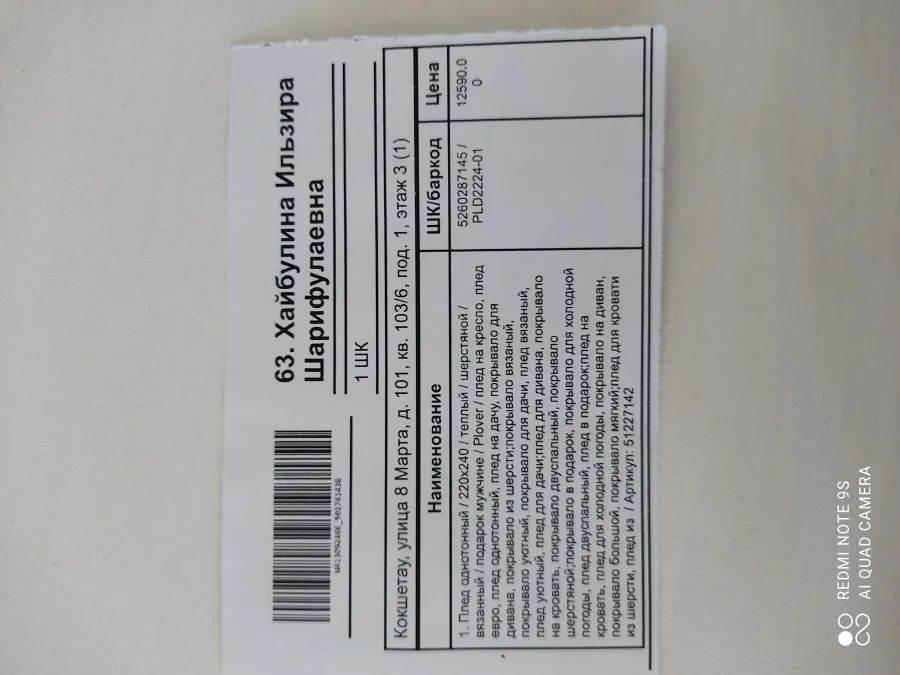 63. Хайбулина Ильзира
Шарифулаевна
1 ШК
Кокшетау, улица 8 Марта, д. 101, кв. 103/6, под. 1, этаж 3 (1)
Наименование
ШК/баркод
Цена
1. Плед однотонный / 220х240 / теплый / шерстяной /
вязанный / подарок мужчине / Plover / плед на кресло, плед
евро, плед однотонный, плед на дачу, покрывало для
дивана, покрывало из шерсти;покрывало вязаный,
покрывало уютный, покрывало для дачи, плед вязаный,
плед уютный, плед для дачи;плед для дивана, покрывало
на кровать, покрывало двуспальный, покрывало
шерстяной;покрывало в подарок, покрывало для холодной
погоды, плед двуспальный, плед в подарок;плед на
кровать, плед для холодной погоды, покрывало на диван,
покрывало большой, покрывало мягкий;плед для кровати
из шерсти, плед из / Артикул: 51227142
5260287145 /
PLD2224-01
12590.0
0
REDMI NOTE 9S
AI QUAD CAMERA